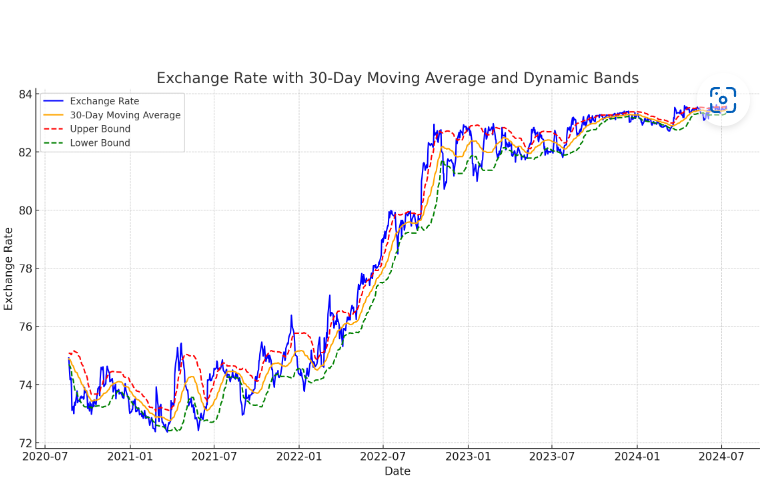 Exchange Rate with 30-Day Moving Average and Dynamic Bands
Exchange Rate
30-Day Moving Average
Upper Bound
Lower Bound
84
82
80
78
76
74
72
Exchange Rate
2020-07 2021-01 2021-07 2022-01 2022-07 2023-01 2023-07 2024-01 2024-07
Date